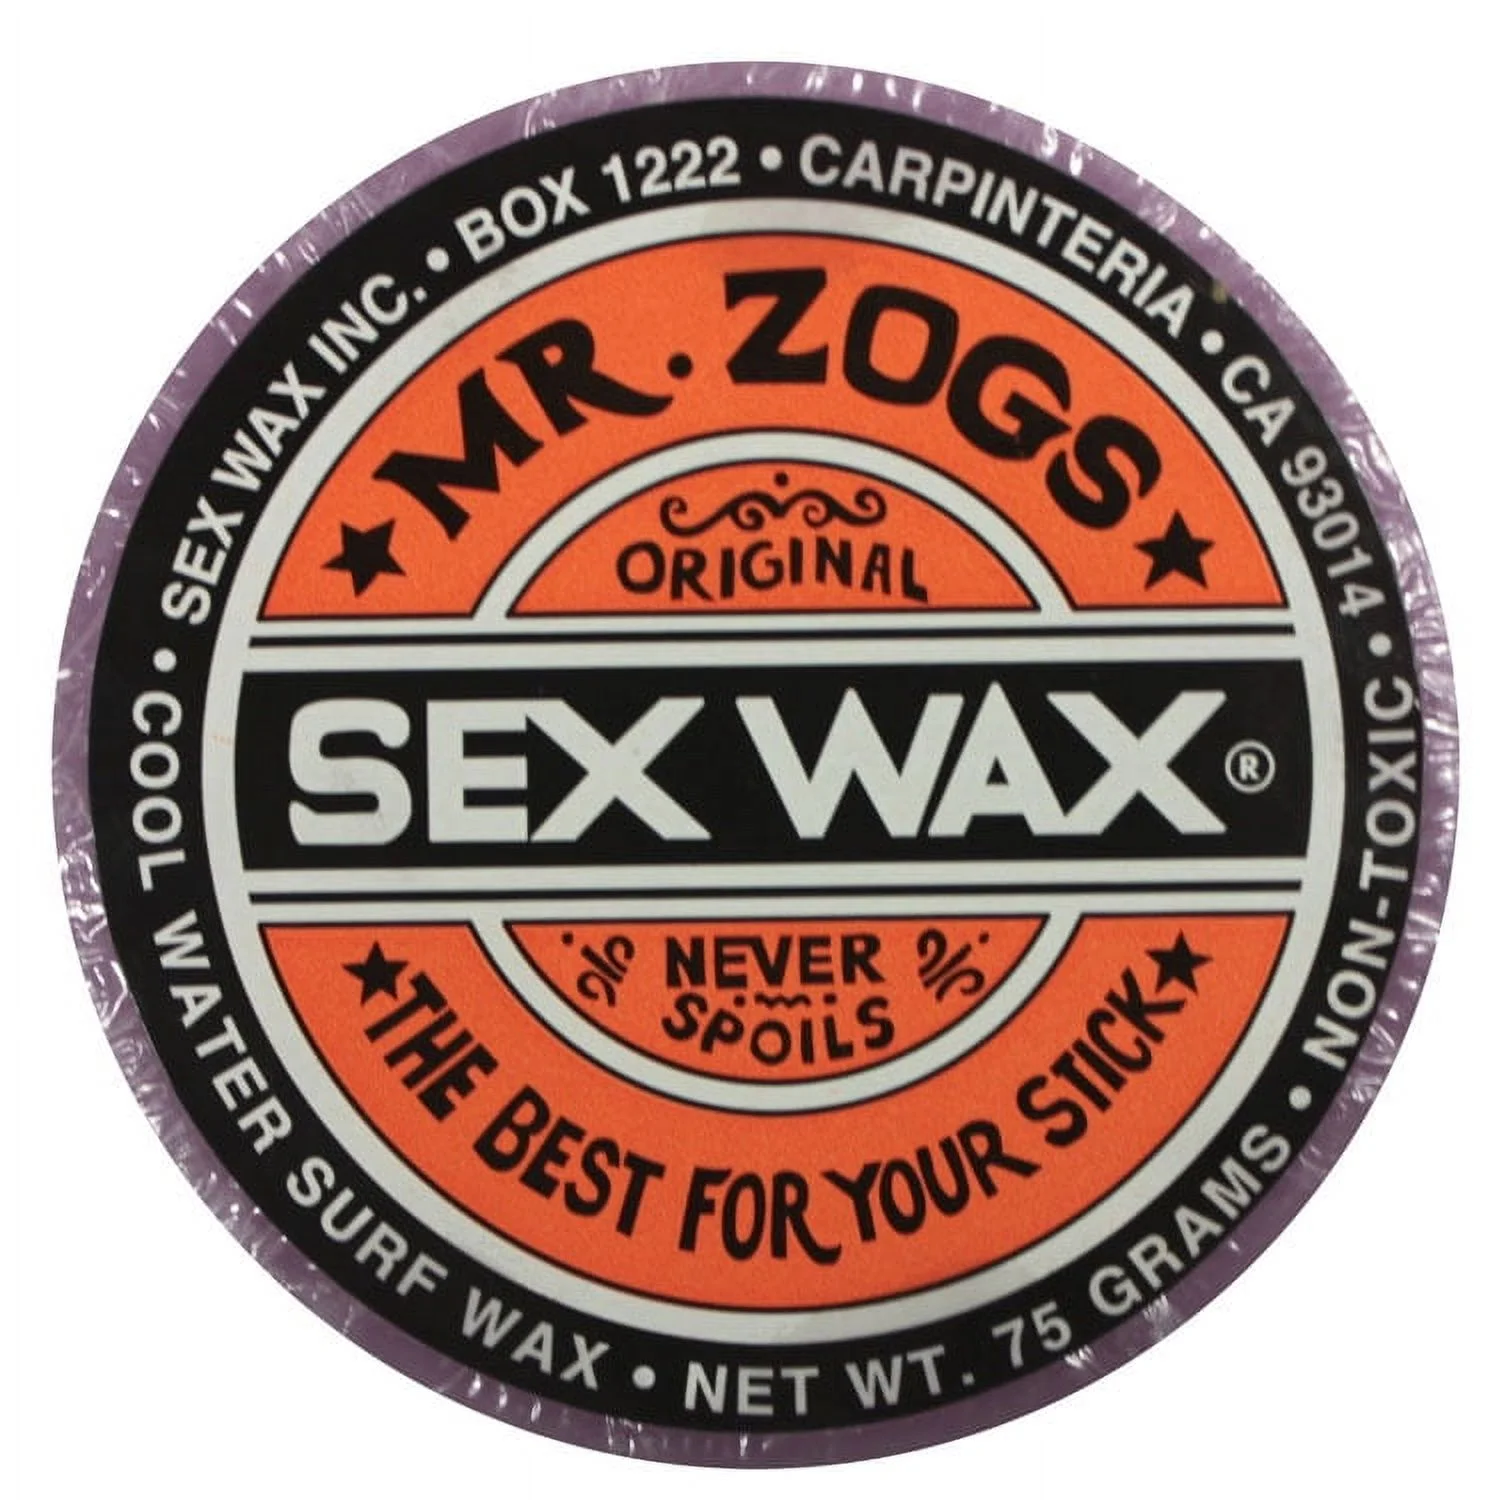 SEX WAX INC. • BOX 1222 • CARPINTERIA • CA 93014 • NON-TOXIC •
MR. ZOGS
ORIGINAL
SEX WAX®
NEVER
SPOILS
THE BEST FOR YOUR STICK
COOL WATER SURF WAX • NET WT. 75 GRAMS •